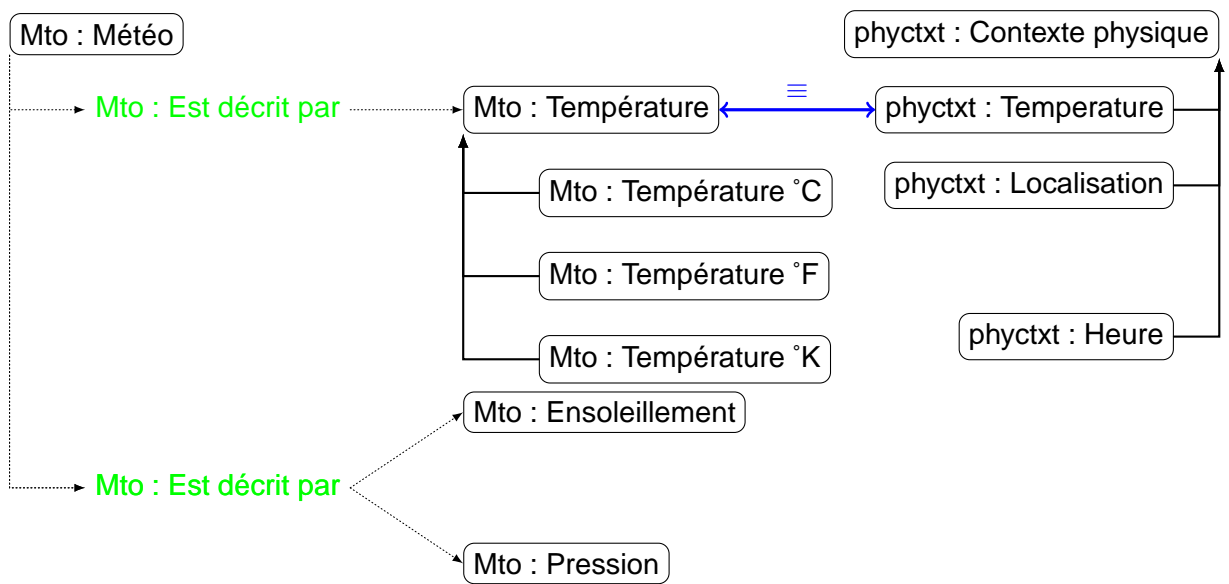 Mto : Météo
phyctxt : Contexte physique
Mto : Est décrit par
Mto : Température
≡
phyctxt : Temperature
Mto : Température ˚C
phyctxt : Localisation
Mto : Température ˚F
phyctxt : Heure
Mto : Température ˚K
Mto : Ensoleillement
Mto : Est décrit par
Mto : Pression